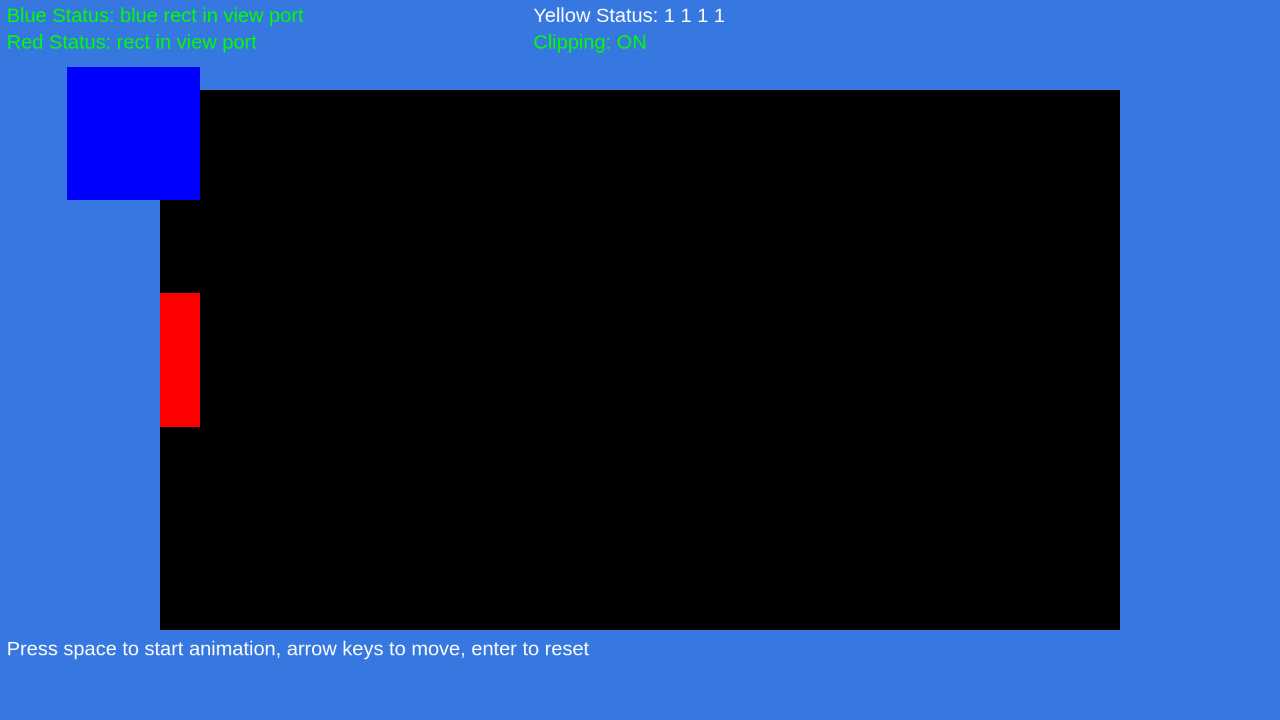 Blue Status: blue rect in view port
Yellow Status: 1 1 1 1
Red Status: rect in view port
Clipping: ON
Press space to start animation, arrow keys to move, enter to reset